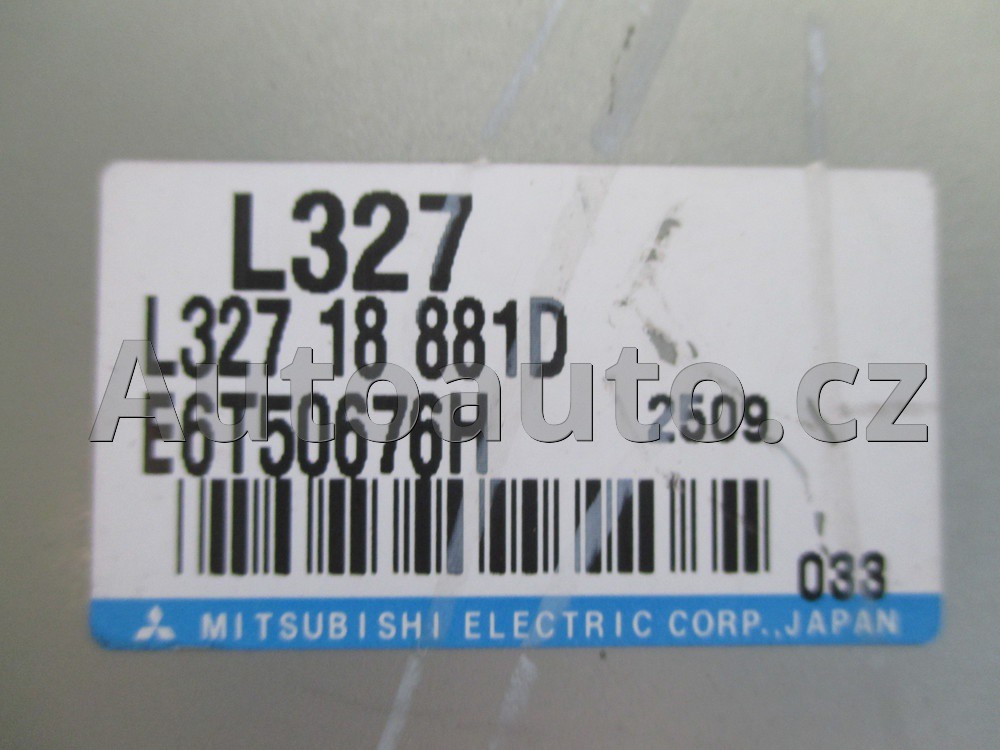 L327
L327 18 881D
E6T50676H 2509
033
MITSUBISHI ELECTRIC CORP.,JAPAN
Autoauto.cz